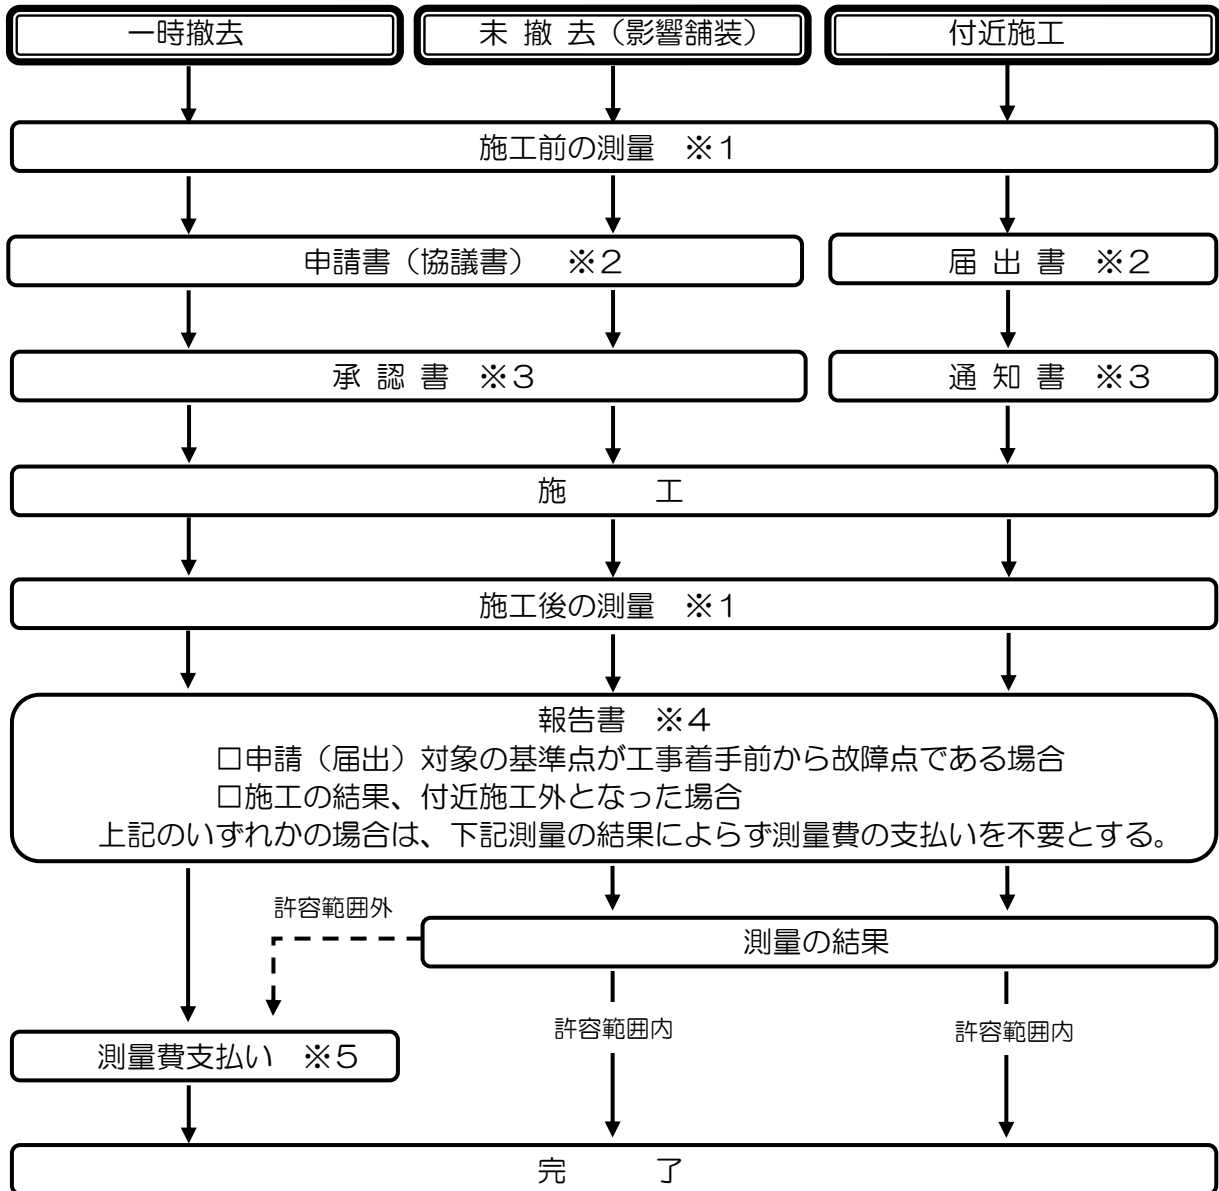 一時撤去
未 撤 去（影響舗装）
付近施工
施工前の測量　※１
申請書（協議書）　※２
届 出 書　※２
承 認 書　※３
通 知 書　※３
施　　　工
施工後の測量　※１
報告書　※４
□申請（届出）対象の基準点が工事着手前から故障点である場合
□施工の結果、付近施工外となった場合
上記のいずれかの場合は、下記測量の結果によらず測量費の支払いを不要とする。
許容範囲外
測量の結果
許容範囲内
許容範囲内
測量費支払い　※５
完　　　了